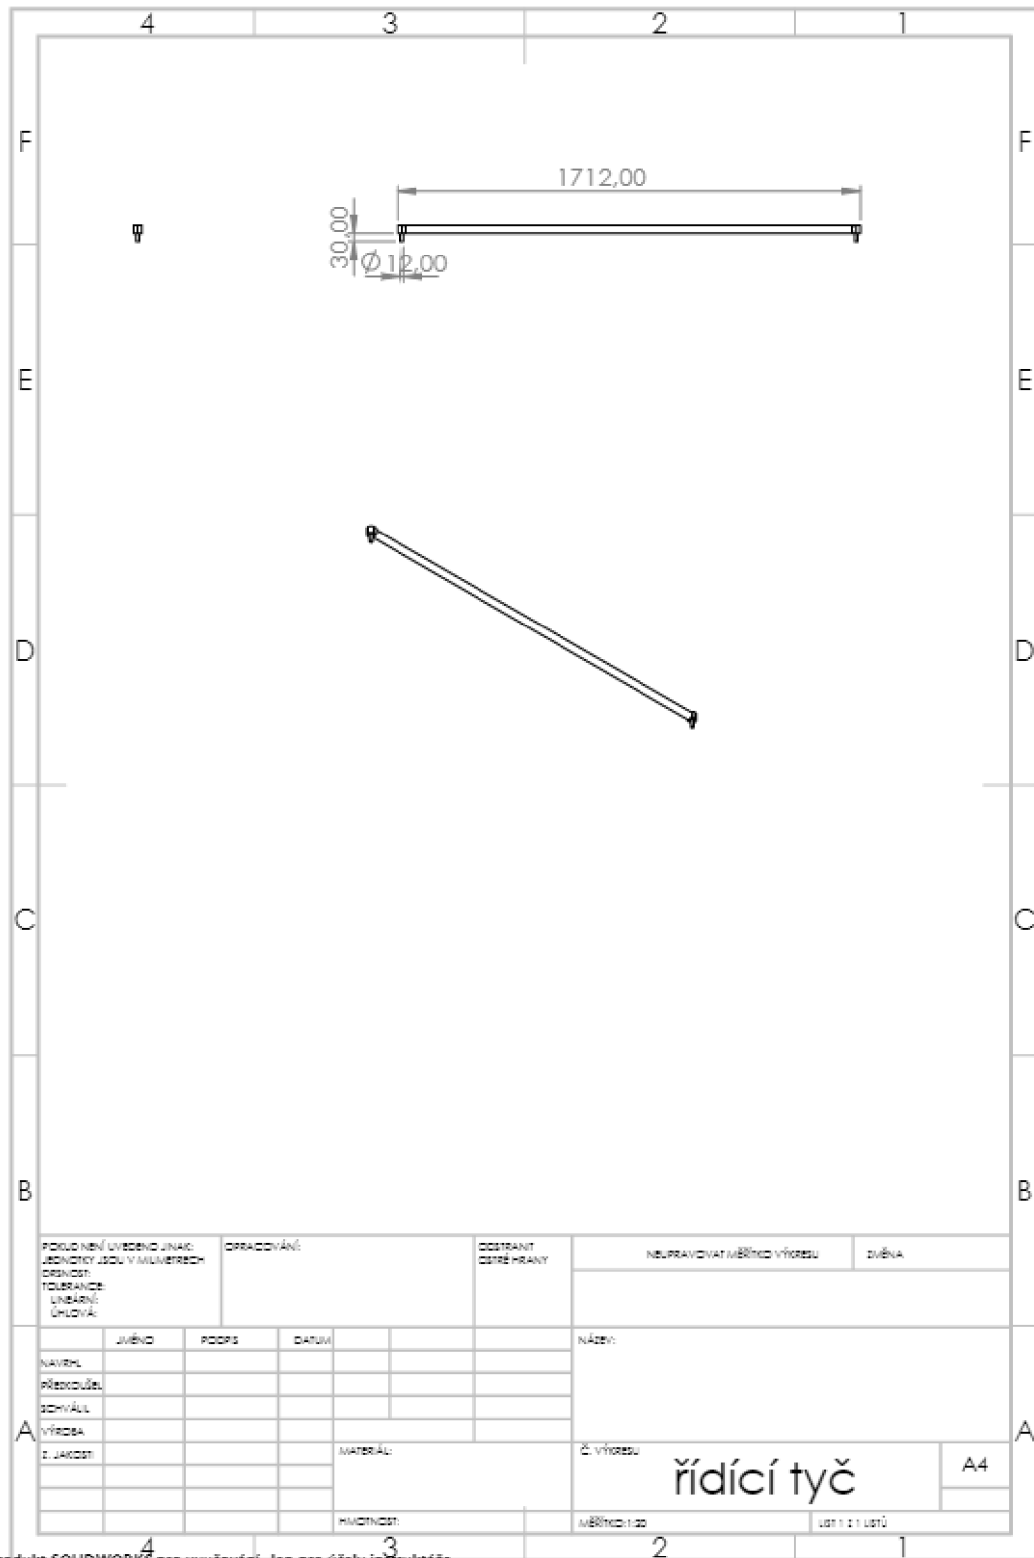 4 3 2 1
F F
1712,00
30,00
Ø 12,00
E E
D D
C C
B B
POKUD NENÍ UVEDENO JINAK:
JEDNOTKY JSOU V MILIMETRECH
DRSNOST:
TOLERANCE:
LINEÁRNÍ:
ÚHLOVÁ:
OPRACOVÁNÍ:
ODSTRANIT
OSTRÉ HRANY
NEUPRAVOVAT MĚŘÍTKO VÝKRESU
ZMĚNA
JMÉNO PODPIS DATUM
NÁZEV:
NAVRHL
PŘEZKOUŠEL
SCHVÁLIL
A VÝROBA A
Z. JAKOSTI
MATERIÁL:
Č. VÝKRESU
řídící tyč
A4
HMOTNOST:
MĚŘÍTKO:1:20
LIST 1 Z 1 LISTŮ
4 3 2 1